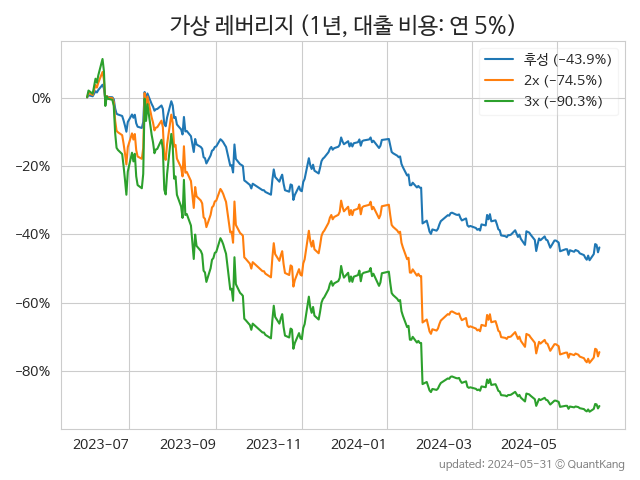 가상 레버리지 (1년, 대출 비용: 연 5%)
후성 (−43.9%)
2x (−74.5%)
3x (−90.3%)
0%
−20%
−40%
−60%
−80%
2023−07 2023−09 2023−11 2024−01 2024−03 2024−05
updated: 2024-05-31 © QuantKang